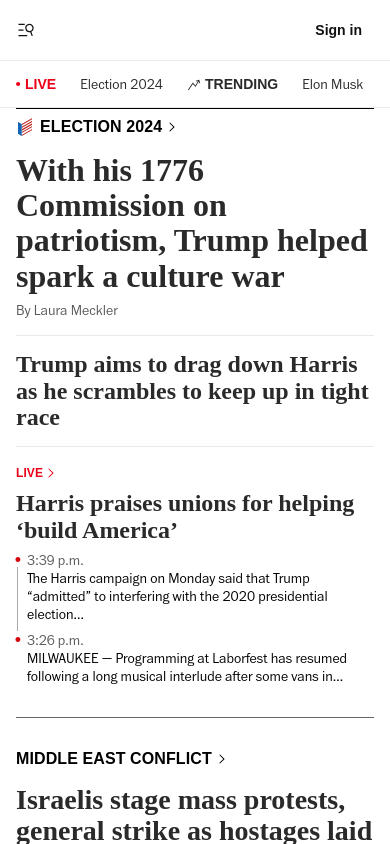 Sign in
LIVE
Election 2024
TRENDING
Elon Musk
ELECTION 2024
With his 1776
Commission on
patriotism, Trump helped
spark a culture war
By Laura Meckler
Trump aims to drag down Harris
as he scrambles to keep up in tight
race
LIVE
Harris praises unions for helping
‘build America’
3:39 p.m.
The Harris campaign on Monday said that Trump
“admitted” to interfering with the 2020 presidential
election…
3:26 p.m.
MILWAUKEE — Programming at Laborfest has resumed
following a long musical interlude after some vans in…
MIDDLE EAST CONFLICT
Israelis stage mass protests,
general strike as hostages laid